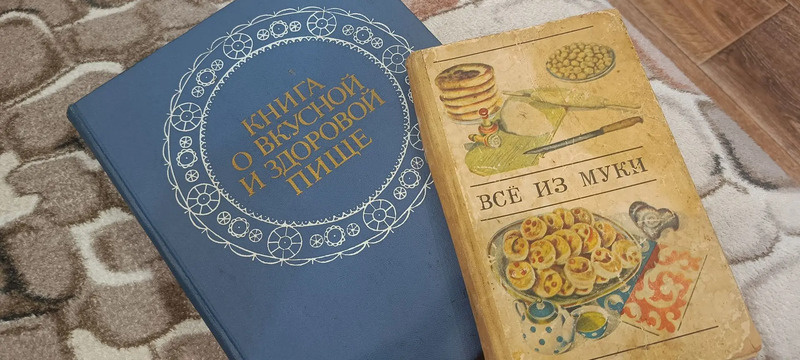 КНИГА
О ВКУСНОЙ
И ЗДОРОВОЙ
ПИЩЕ
ВСЁ ИЗ МУКИ